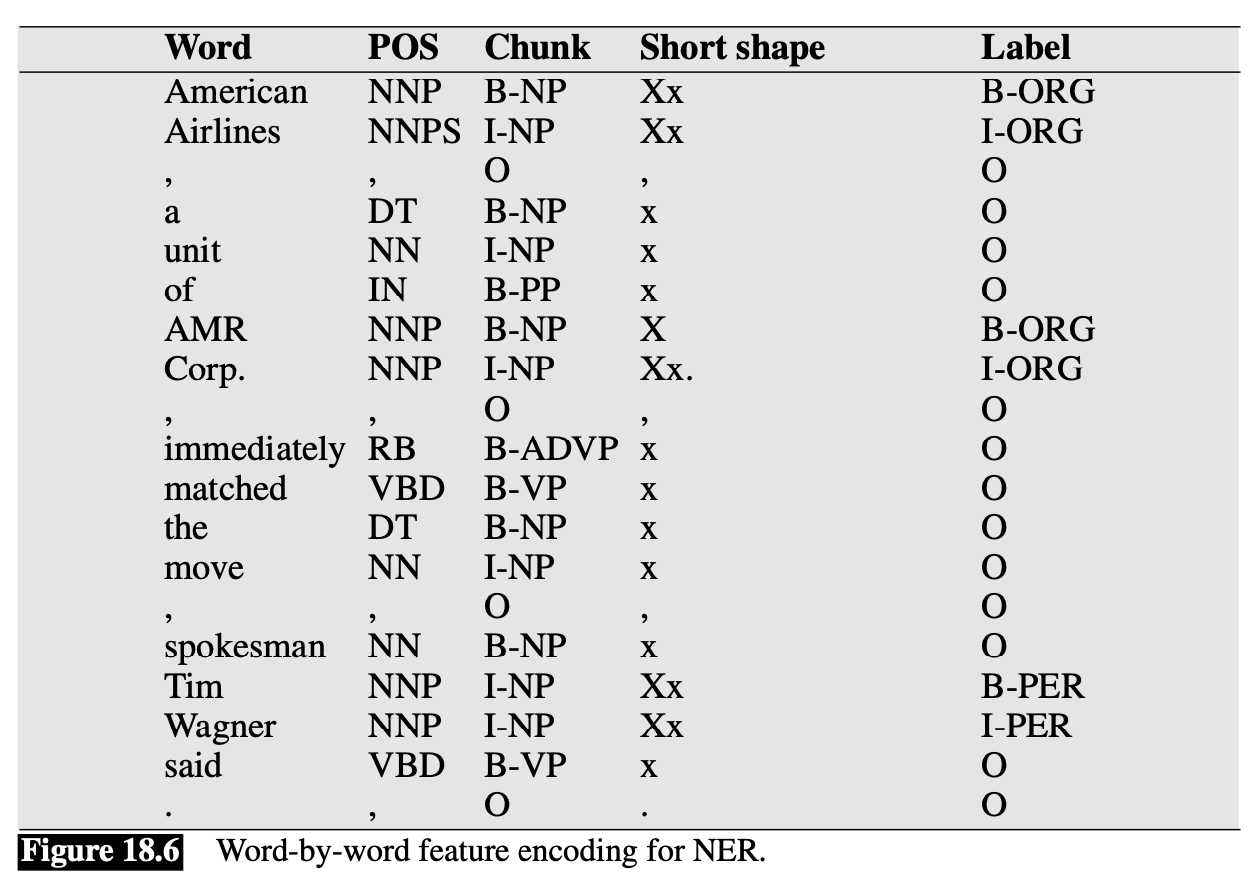 Word POS Chunk Short shape Label
American NNP B-NP Xx B-ORG
Airlines NNPS I-NP Xx I-ORG
, , O , O
a DT B-NP x O
unit NN I-NP x O
of IN B-PP x O
AMR NNP B-NP X B-ORG
Corp. NNP I-NP Xx. I-ORG
, , O , O
immediately RB B-ADVP x O
matched VBD B-VP x O
the DT B-NP x O
move NN I-NP x O
, , O , O
spokesman NN B-NP x O
Tim NNP I-NP Xx B-PER
Wagner NNP I-NP Xx I-PER
said VBD B-VP x O
. , O . O
Figure 18.6 Word-by-word feature encoding for NER.